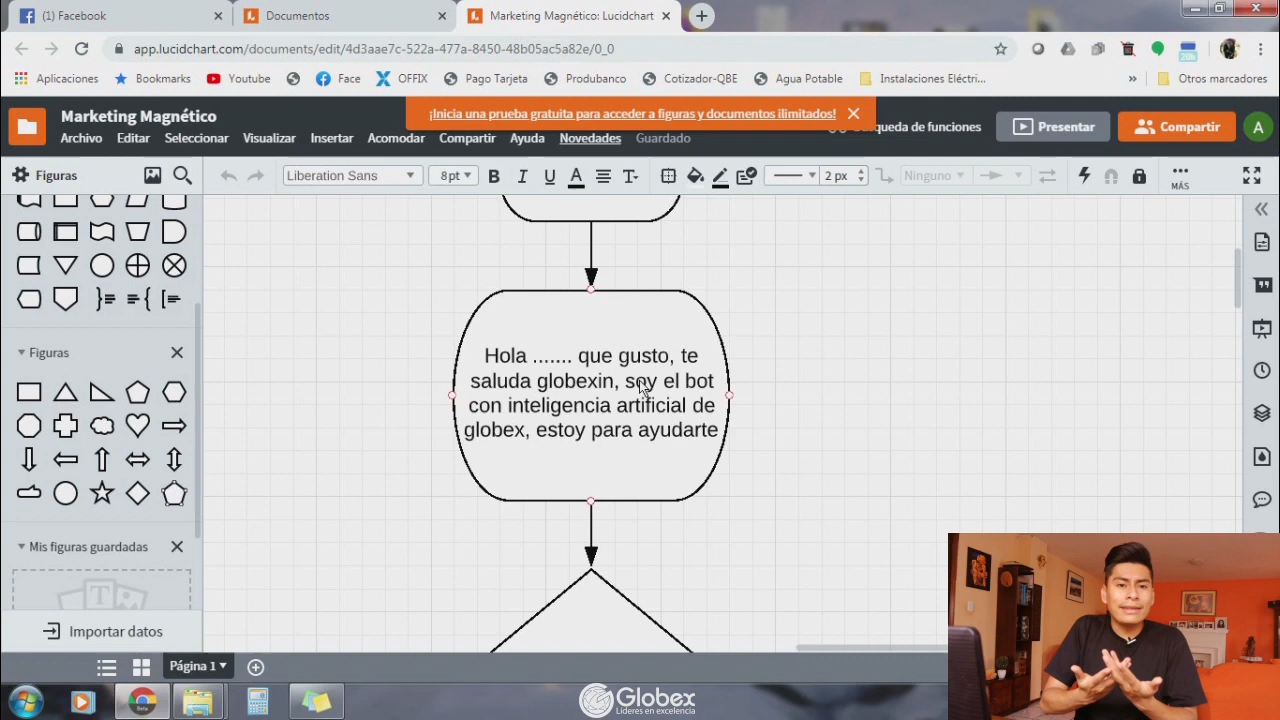 (1) Facebook
Documentos
Marketing Magnético: Lucidchart
app.lucidchart.com/documents/edit/4d3aae7c-522a-477a-8450-48b05ac5a82e/0_0
Aplicaciones
Bookmarks
Youtube
Face
OFFIX
Pago Tarjeta
Produbanco
Cotizador-QBE
Agua Potable
Instalaciones Eléctri...
»
Otros marcadores
Marketing Magnético
¡Inicia una prueba gratuita para acceder a figuras y documentos ilimitados!
Archivo
Editar
Seleccionar
Visualizar
Insertar
Acomodar
Compartir
Ayuda
Novedades
Guardado
de funciones
Presentar
Compartir
A
Figuras
Liberation Sans
8pt
B
I
U
A
T
2 px
Ninguno
MÁS
Figuras
Hola ....... que gusto, te
saluda globexin, soy el bot
con inteligencia artificial de
globex, estoy para ayudarte
Mis figuras guardadas
Importar datos
Página 1
Globex
Líderes en excelencia